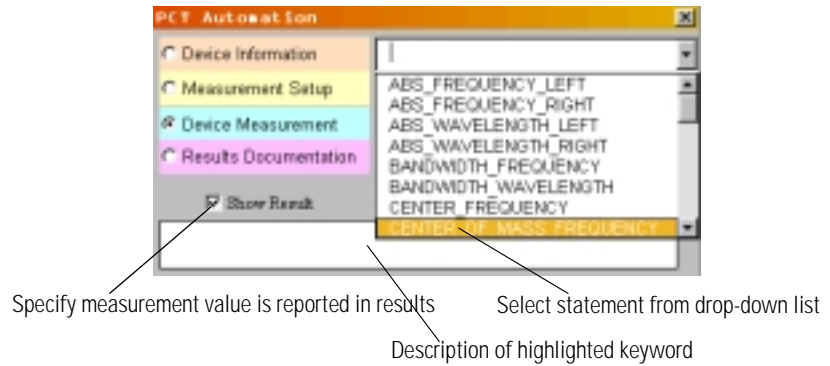 PCT Automation
Device Information
Measurement Setup
Device Measurement
Results Documentation
Show Result
ABS_FREQUENCY_LEFT
ABS_FREQUENCY_RIGHT
ABS_WAVELENGTH_LEFT
ABS_WAVELENGTH_RIGHT
BANDWIDTH_FREQUENCY
BANDWIDTH_WAVELENGTH
CENTER_FREQUENCY
CENTER_OF_MASS_FREQUENCY
Specify measurement value is reported in results
Select statement from drop-down list
Description of highlighted keyword